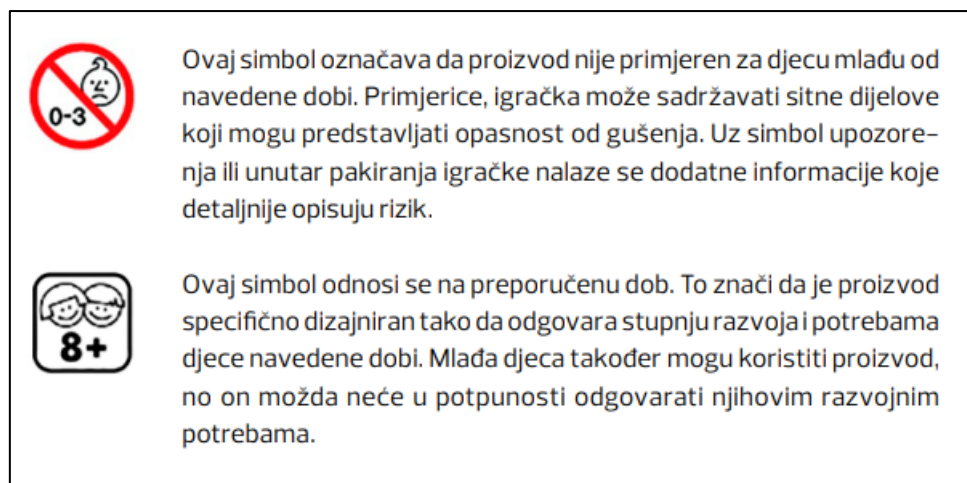 Ovaj simbol označava da proizvod nije primjeren za djecu mlađu od
navedene dobi. Primjerice, igračka može sadržavati sitne dijelove
0-3
koji mogu predstavljati opasnost od gušenja. Uz simbol upozore-
nja ili unutar pakiranja igračke nalaze se dodatne informacije koje
detaljnije opisuju rizik.
Ovaj simbol odnosi se na preporučenu dob. To znači da je proizvod
specifično dizajniran tako da odgovara stupnju razvoja i potrebama
8+
djece navedene dobi. Mlađa djeca također mogu koristiti proizvod,
no on možda neće u potpunosti odgovarati njihovim razvojnim
potrebama.